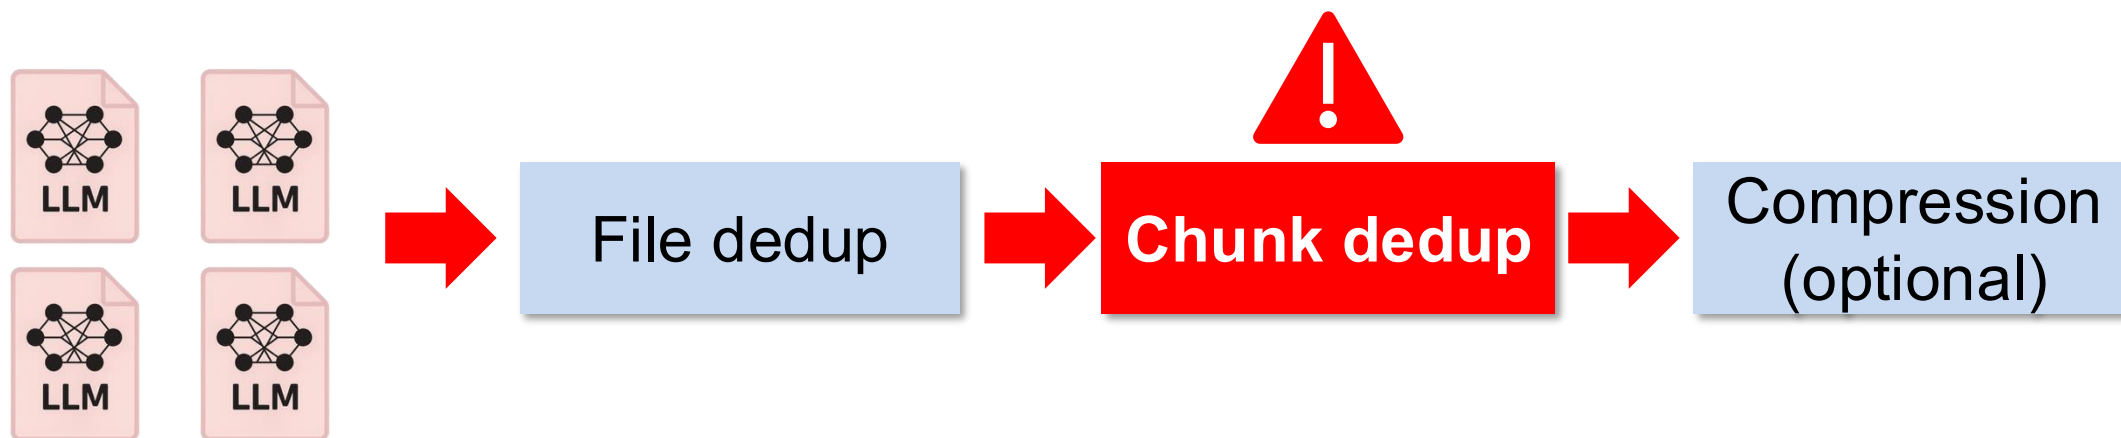 LLM
LLM
LLM
LLM
File dedup
Chunk dedup
Compression
(optional)